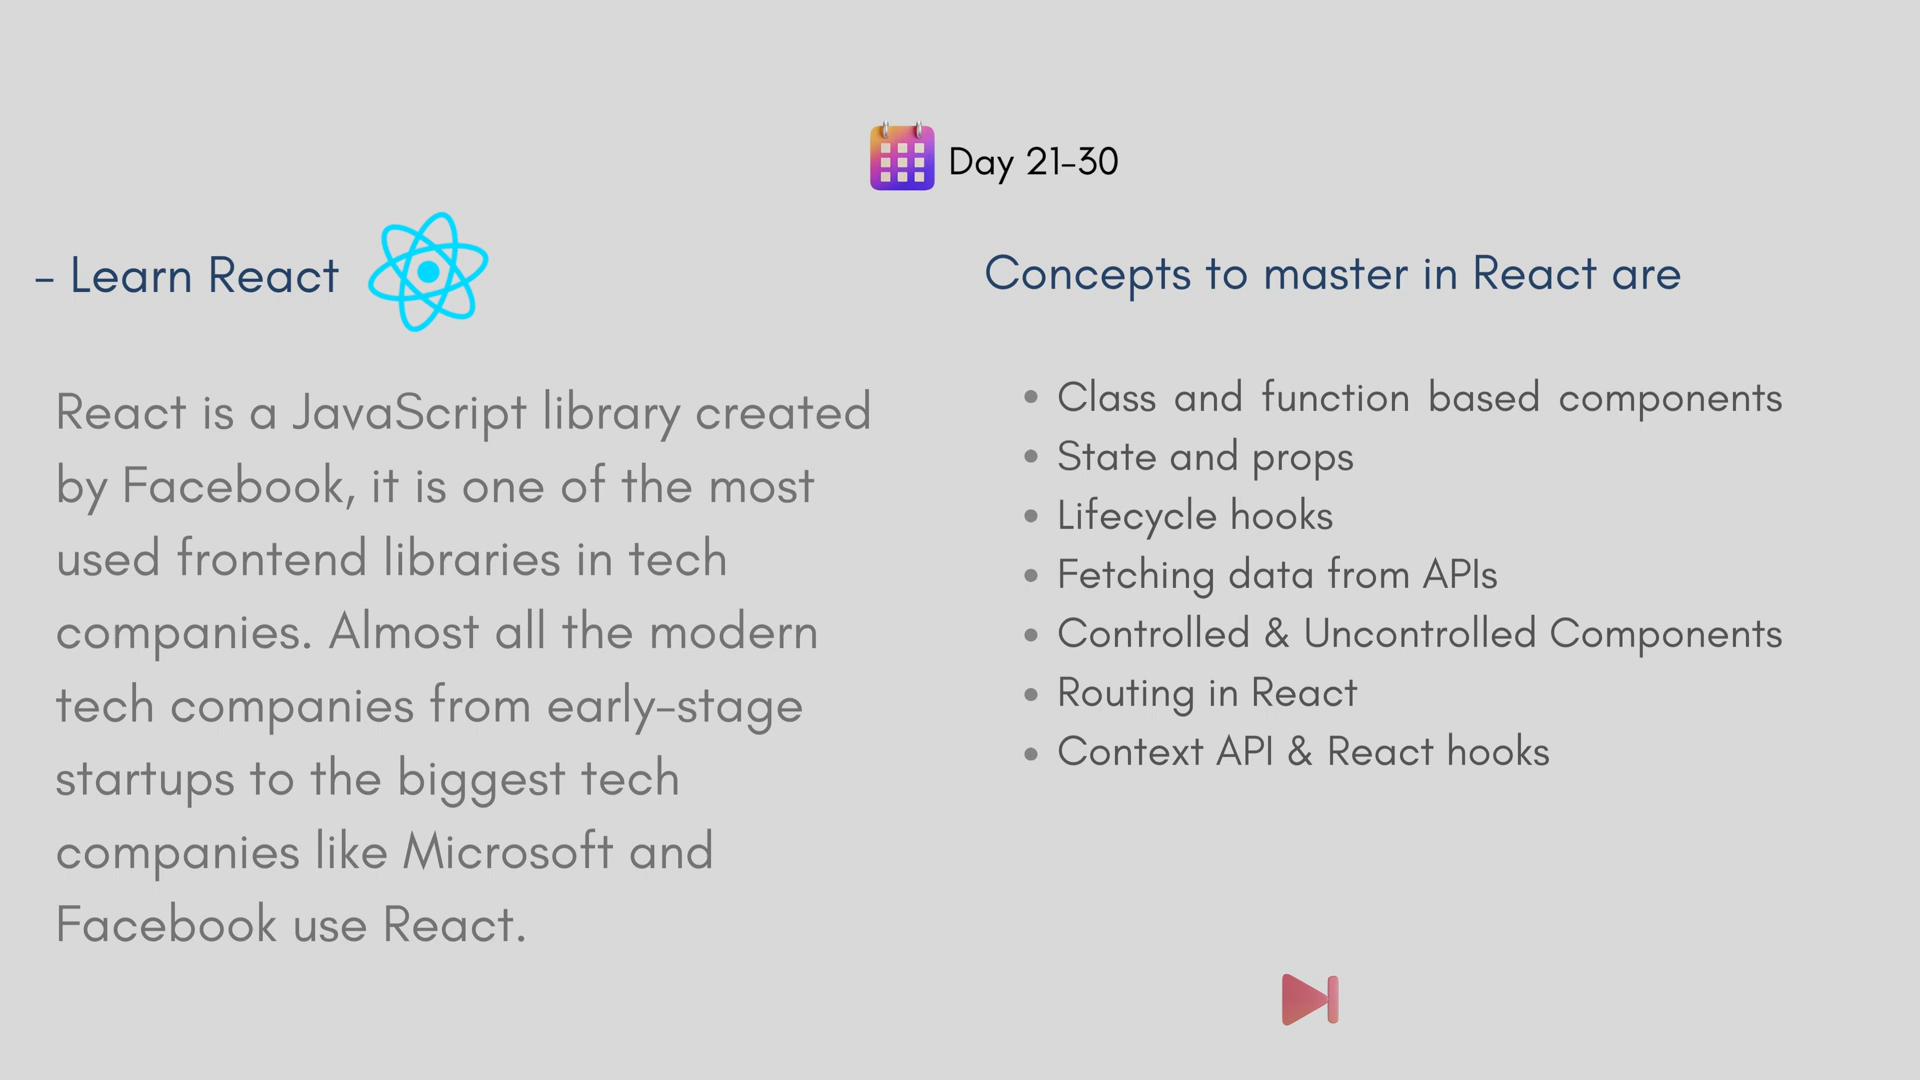 Day 21-30
- Learn React
React is a JavaScript library created
by Facebook, it is one of the most
used frontend libraries in tech
companies. Almost all the modern
tech companies from early-stage
startups to the biggest tech
companies like Microsoft and
Facebook use React.
Concepts to master in React are
• Class and function based components
• State and props
• Lifecycle hooks
• Fetching data from APIs
• Controlled & Uncontrolled Components
• Routing in React
• Context API & React hooks